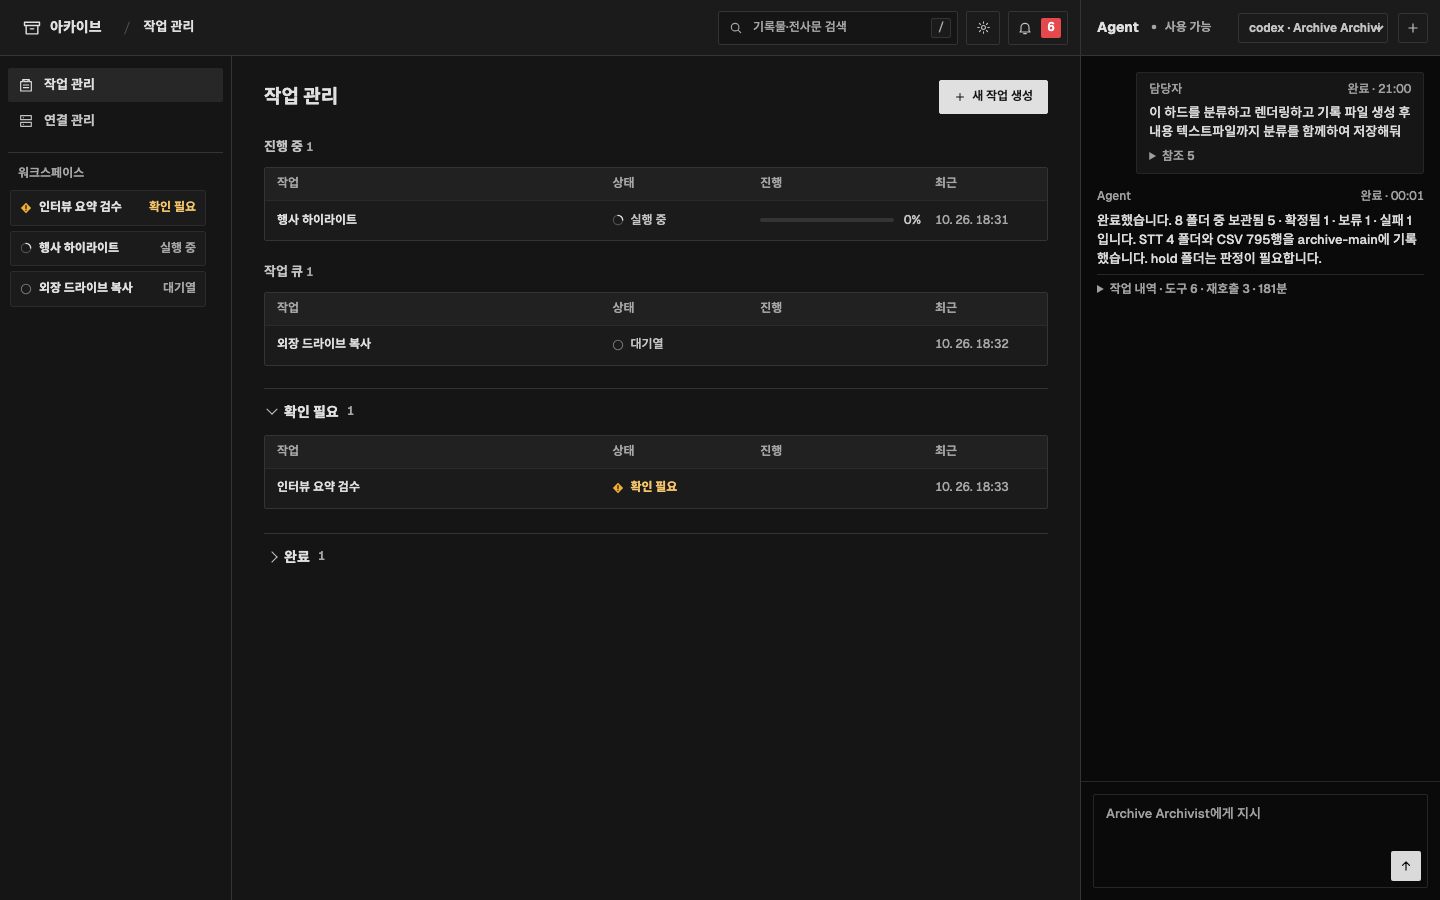 아카이브 / 작업 관리
기록물·전사문 검색 /
6
작업 관리
연결 관리
워크스페이스
인터뷰 요약 검수 확인 필요
행사 하이라이트 실행 중
외장 드라이브 복사 대기열
작업 관리
+ 새 작업 생성
진행 중 1
작업 상태 진행 최근
행사 하이라이트 실행 중 0% 10. 26. 18:31
작업 큐 1
작업 상태 진행 최근
외장 드라이브 복사 대기열 10. 26. 18:32
확인 필요 1
작업 상태 진행 최근
인터뷰 요약 검수 확인 필요 10. 26. 18:33
완료 1
Agent • 사용 가능 codex · Archive Archiv +
담당자 완료 · 21:00
이 하드를 분류하고 렌더링하고 기록 파일 생성 후
내용 텍스트파일까지 분류를 함께하여 저장해둬
▶ 참조 5
Agent 완료 · 00:01
완료했습니다. 8 폴더 중 보관됨 5 · 확정됨 1 · 보류 1 · 실패 1
입니다. STT 4 폴더와 CSV 795행을 archive-main에 기록
했습니다. hold 폴더는 판정이 필요합니다.
▶ 작업 내역 · 도구 6 · 재호출 3 · 181분
Archive Archivist에게 지시